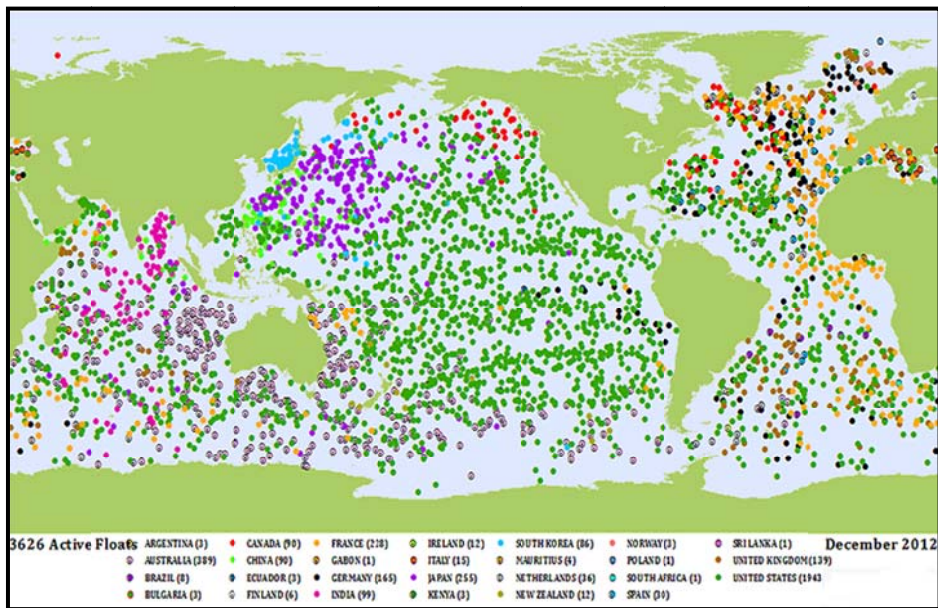 3626 Active Floats
ARGENTINA (3) CANADA (90) FRANCE (228) IRELAND (12) SOUTH KOREA (86) NORWAY (3) SRI LANKA (1) December 2012
AUSTRALIA (389) CHINA (90) GABON (1) ITALY (15) MAURITIUS (4) POLAND (1) UNITED KINGDOM (139)
BRAZIL (8) ECUADOR (3) GERMANY (165) JAPAN (255) NETHERLANDS (36) SOUTH AFRICA (1) UNITED STATES (1943
BULGARIA (3) FINLAND (6) INDIA (99) KENYA (3) NEW ZEALAND (12) SPAIN (30)